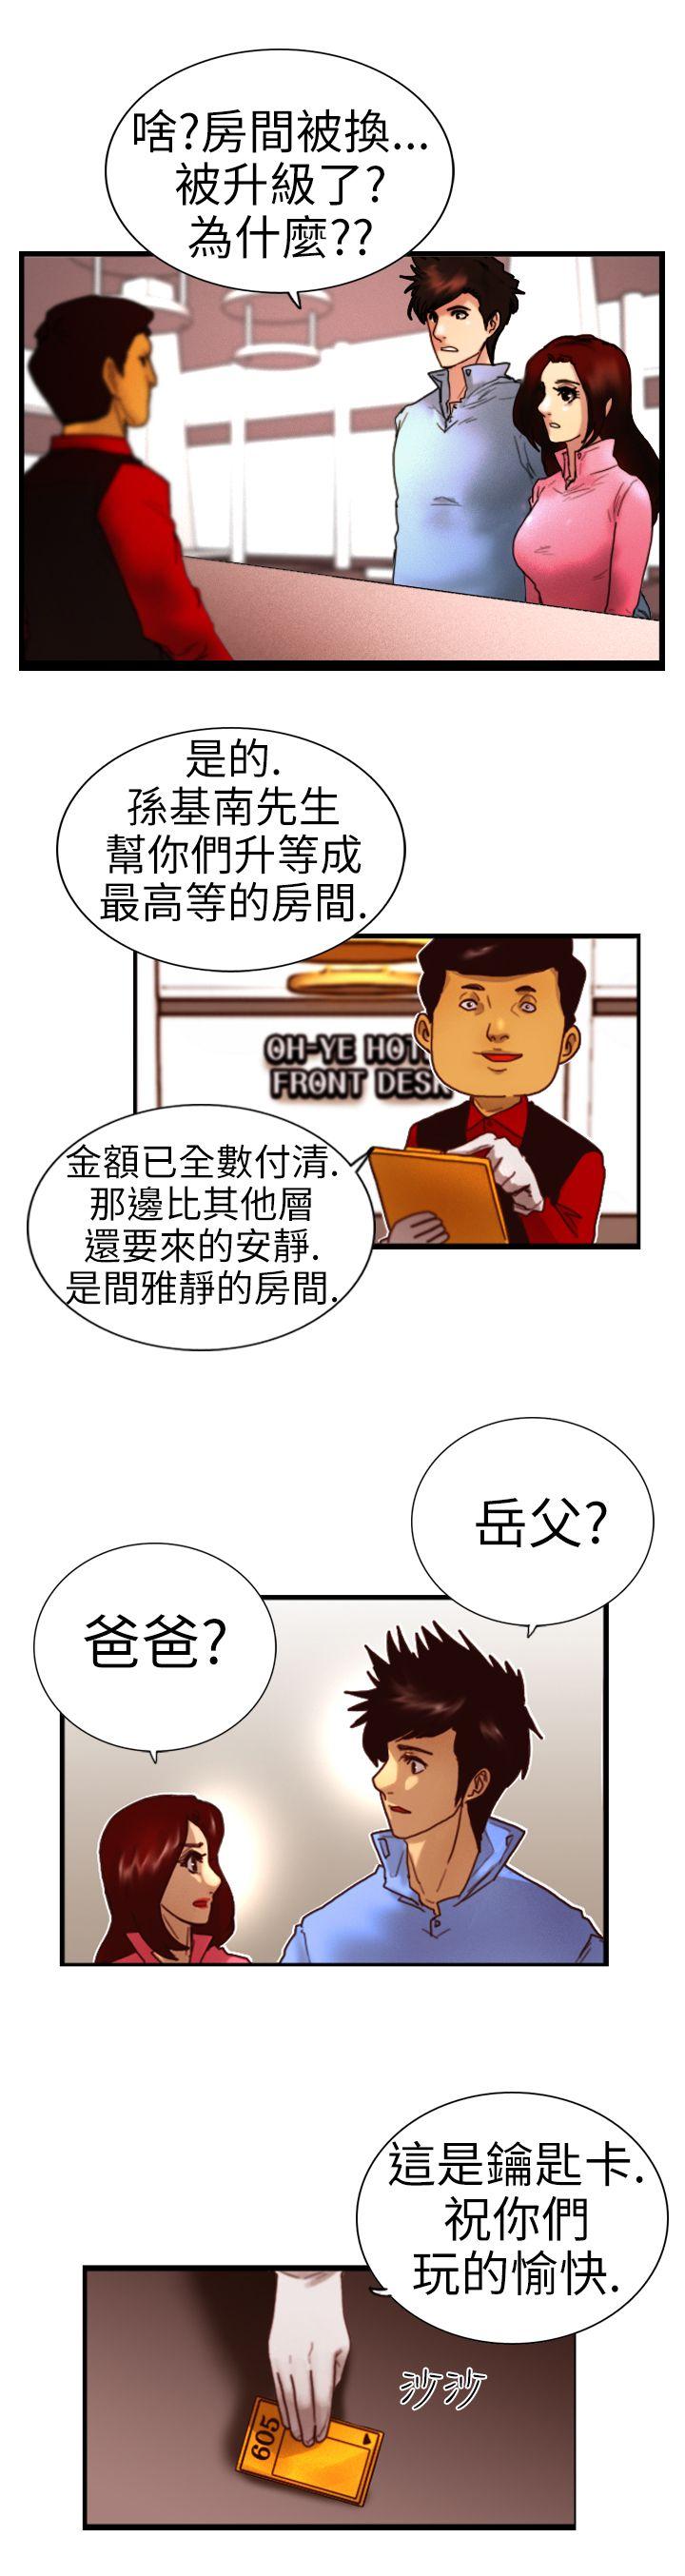 啥?房間被換...
被升級了?
為什麼??
是的.
孫基南先生
幫你們升等成
最高等的房間.
OH-YE HOT
FRONT DESK
金額已全數付清.
那邊比其他層
還要來的安靜.
是間雅靜的房間.
岳父?
爸爸?
這是鑰匙卡.
祝你們
玩的愉快.
沙沙
605